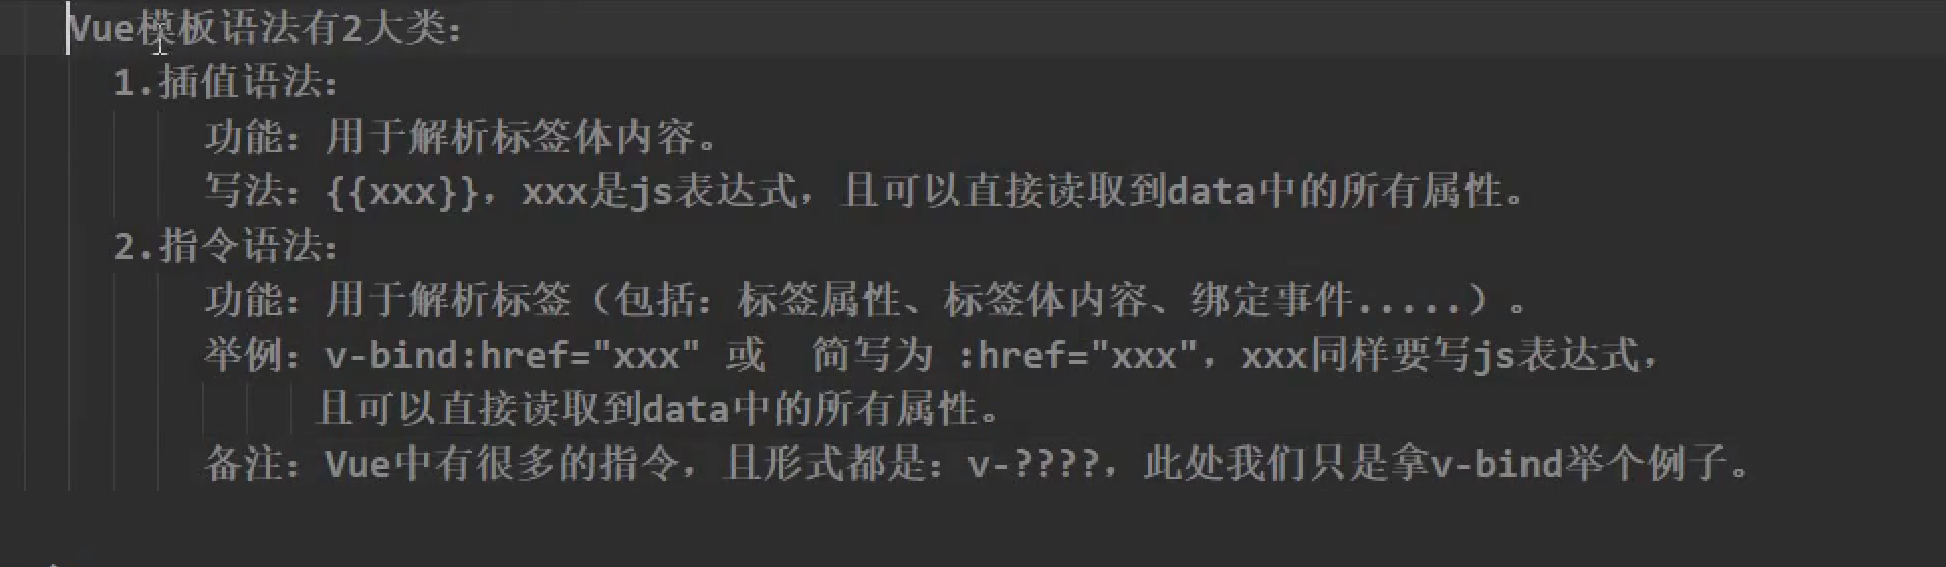 Vue模板语法有2大类：
1.插值语法：
功能：用于解析标签体内容。
写法：{{xxx}}，xxx是js表达式，且可以直接读取到data中的所有属性。
2.指令语法：
功能：用于解析标签（包括：标签属性、标签体内容、绑定事件.....）。
举例：v-bind:href="xxx" 或  简写为 :href="xxx"，xxx同样要写js表达式，
且可以直接读取到data中的所有属性。
备注：Vue中有很多的指令，且形式都是：v-????，此处我们只是拿v-bind举个例子。